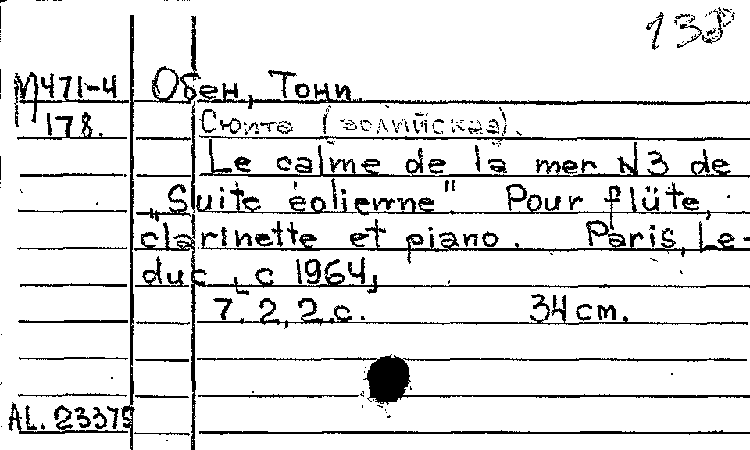 138
М471-4 Обен, Тони.
178. Сюита (эолийская).
Le calme de la mer N3 de
„Suite éolienne". Pour flüte,
clarinette et piano. Paris, Le-
duc, c 1964,
7, 2, 2 с. 34 cm.
AL. 23375